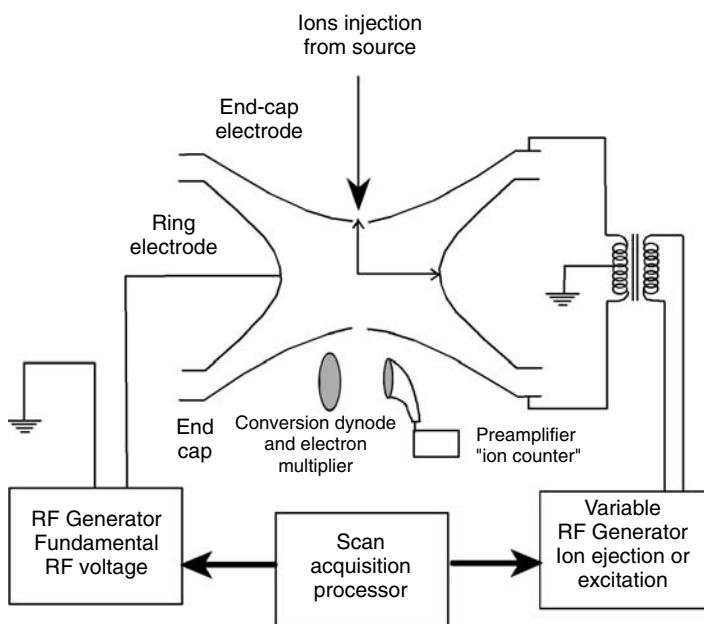 Ions injection
from source
End-cap
electrode
Ring
electrode
End
cap
Conversion dynode
and electron
multiplier
Preamplifier
"ion counter"
RF Generator
Fundamental
RF voltage
Scan
acquisition
processor
Variable
RF Generator
Ion ejection or
excitation